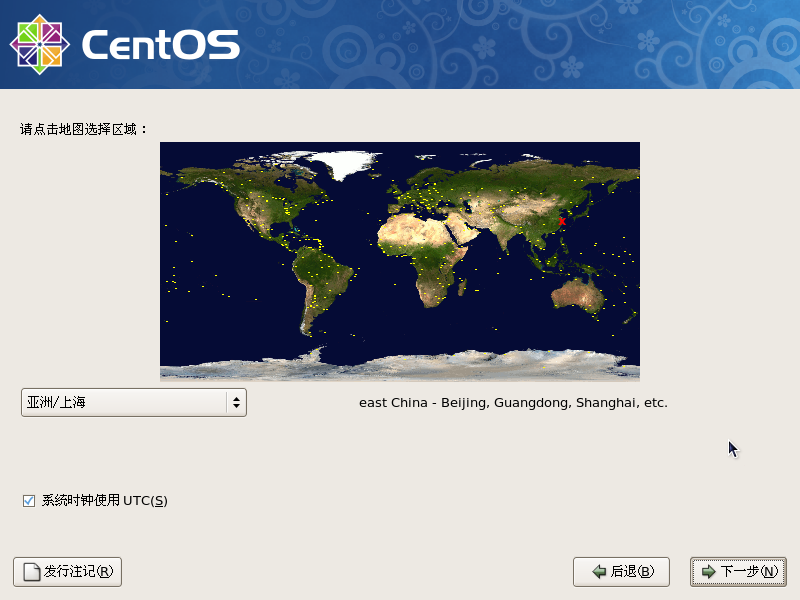 CentOS
请点击地图选择区域：
亚洲/上海
east China - Beijing, Guangdong, Shanghai, etc.
系统时钟使用 UTC(S)
发行注记(R)
后退(B)
下一步(N)